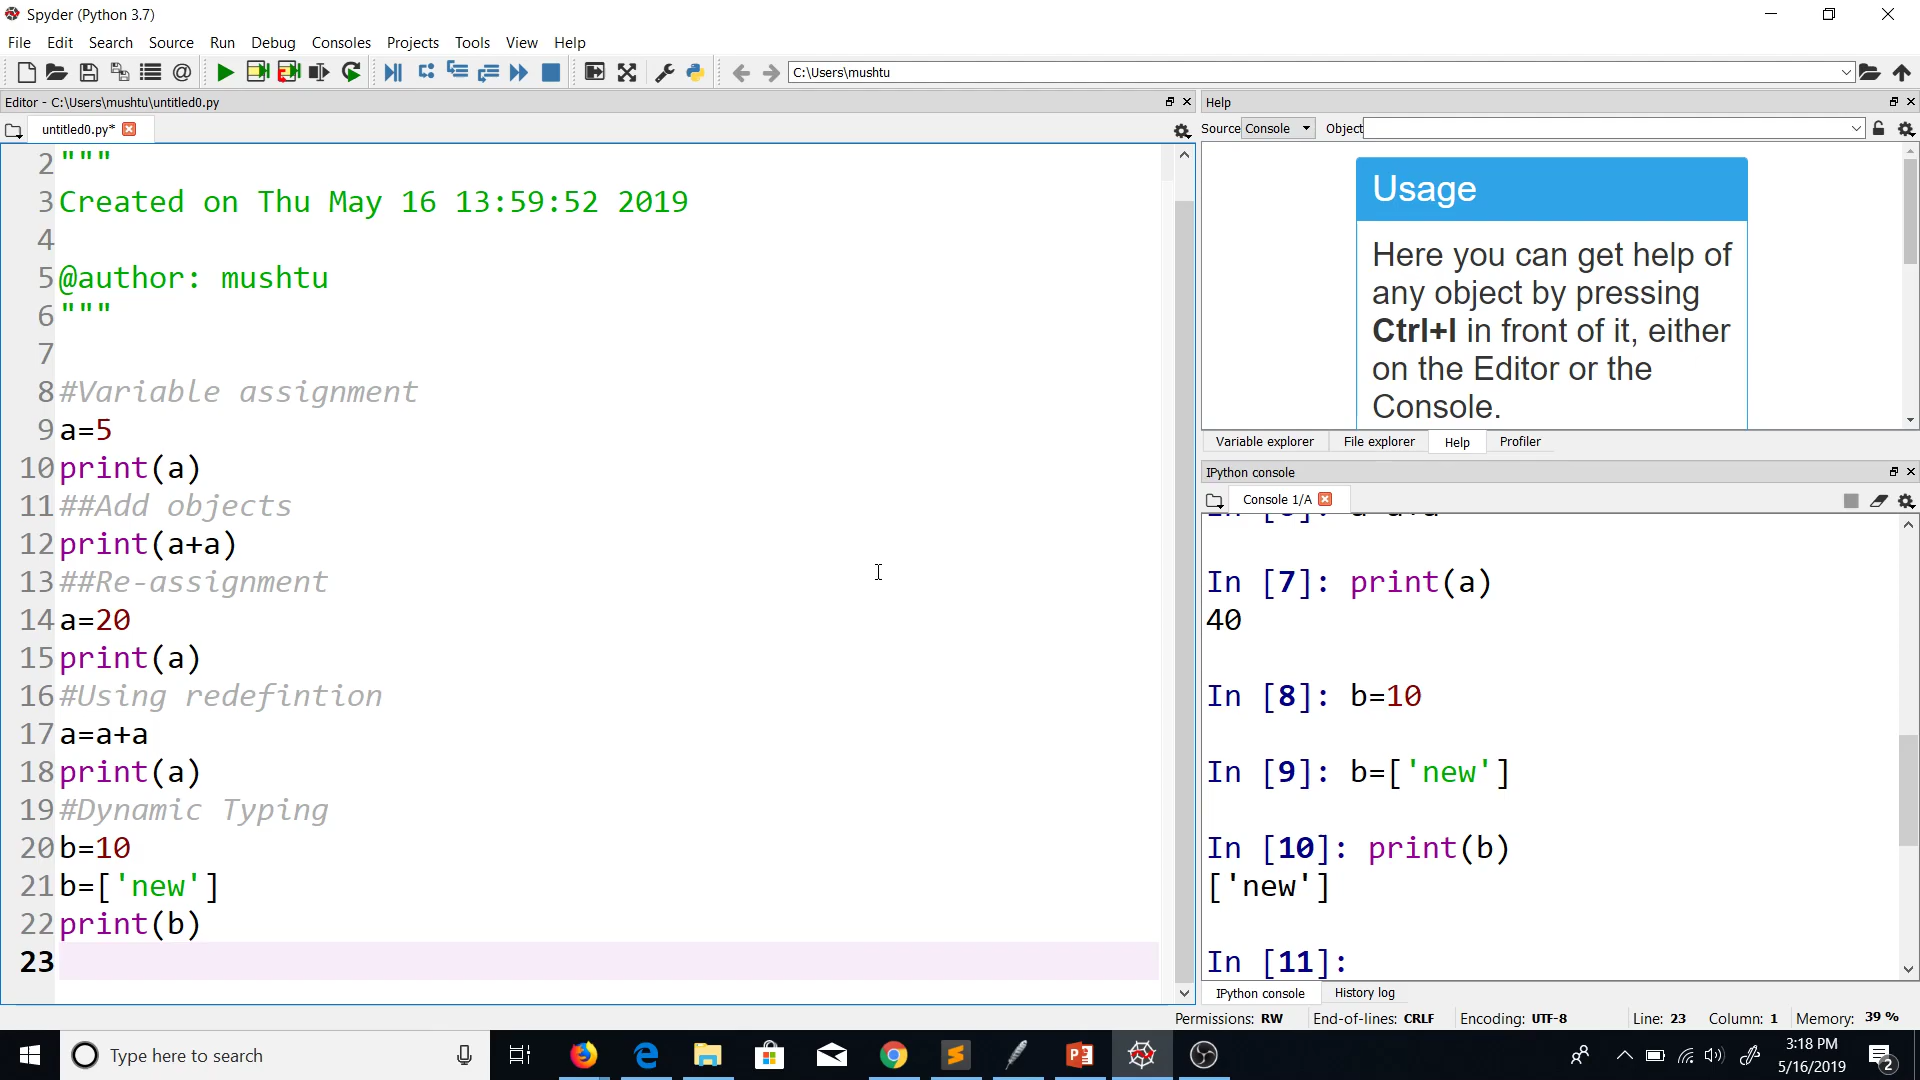 Spyder (Python 3.7)
File Edit Search Source Run Debug Consoles Projects Tools View Help
C:\Users\mushtu
Editor - C:\Users\mushtu\untitled0.py
untitled0.py*
2 """
3 Created on Thu May 16 13:59:52 2019
4
5 @author: mushtu
6 """
7
8 #Variable assignment
9 a=5
10 print(a)
11 ##Add objects
12 print(a+a)
13 ##Re-assignment
14 a=20
15 print(a)
16 #Using redefintion
17 a=a+a
18 print(a)
19 #Dynamic Typing
20 b=10
21 b=['new']
22 print(b)
23
Help
Source Console Object
Usage
Here you can get help of
any object by pressing
Ctrl+I in front of it, either
on the Editor or the
Console.
Variable explorer File explorer Help Profiler
IPython console
Console 1/A
In [7]: print(a)
40
In [8]: b=10
In [9]: b=['new']
In [10]: print(b)
['new']
In [11]:
IPython console History log
Permissions: RW End-of-lines: CRLF Encoding: UTF-8 Line: 23 Column: 1 Memory: 39 %
Type here to search
3:18 PM
5/16/2019
2